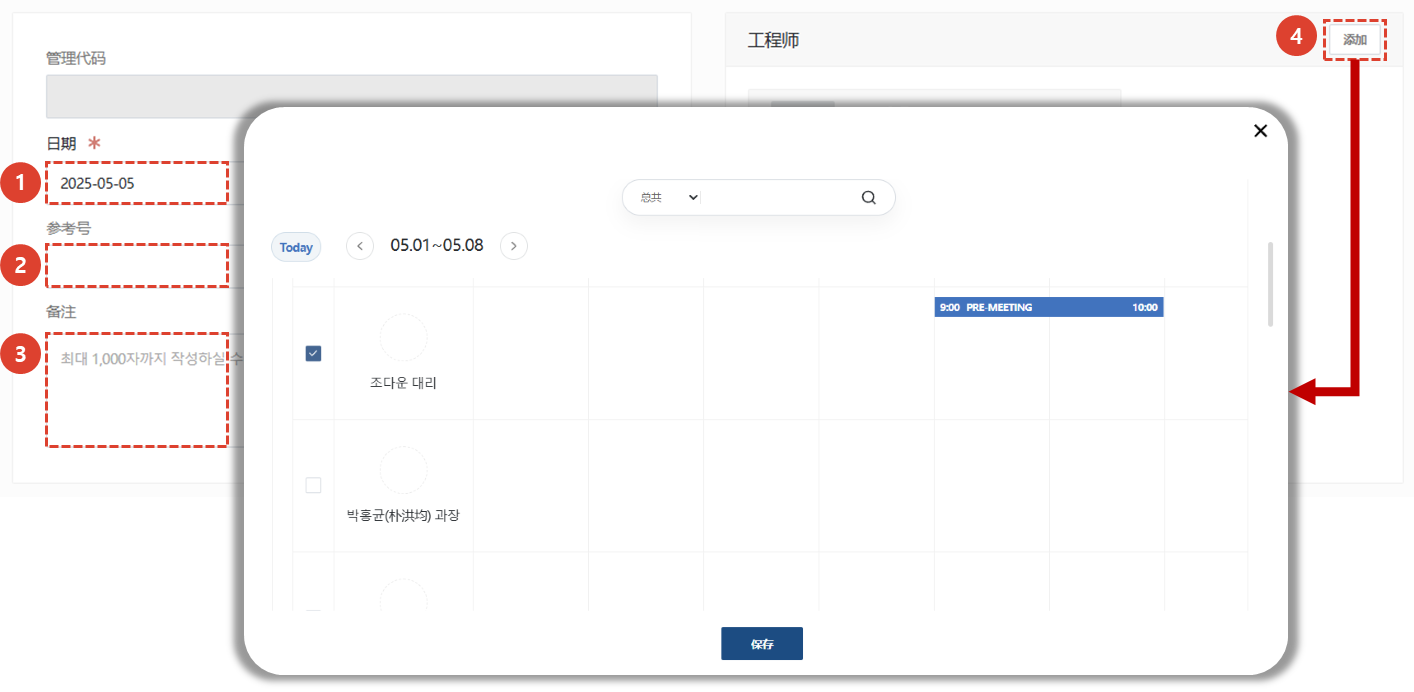 管理代码
日期 *
1
2025-05-05
参考号
2
备注
3
최대 1,000자까지 작성하실 수
工程师
4
添加
×
总共
Today
05.01~05.08
9:00 PRE-MEETING 10:00
조다운 대리
박홍균(朴洪均) 과장
保存